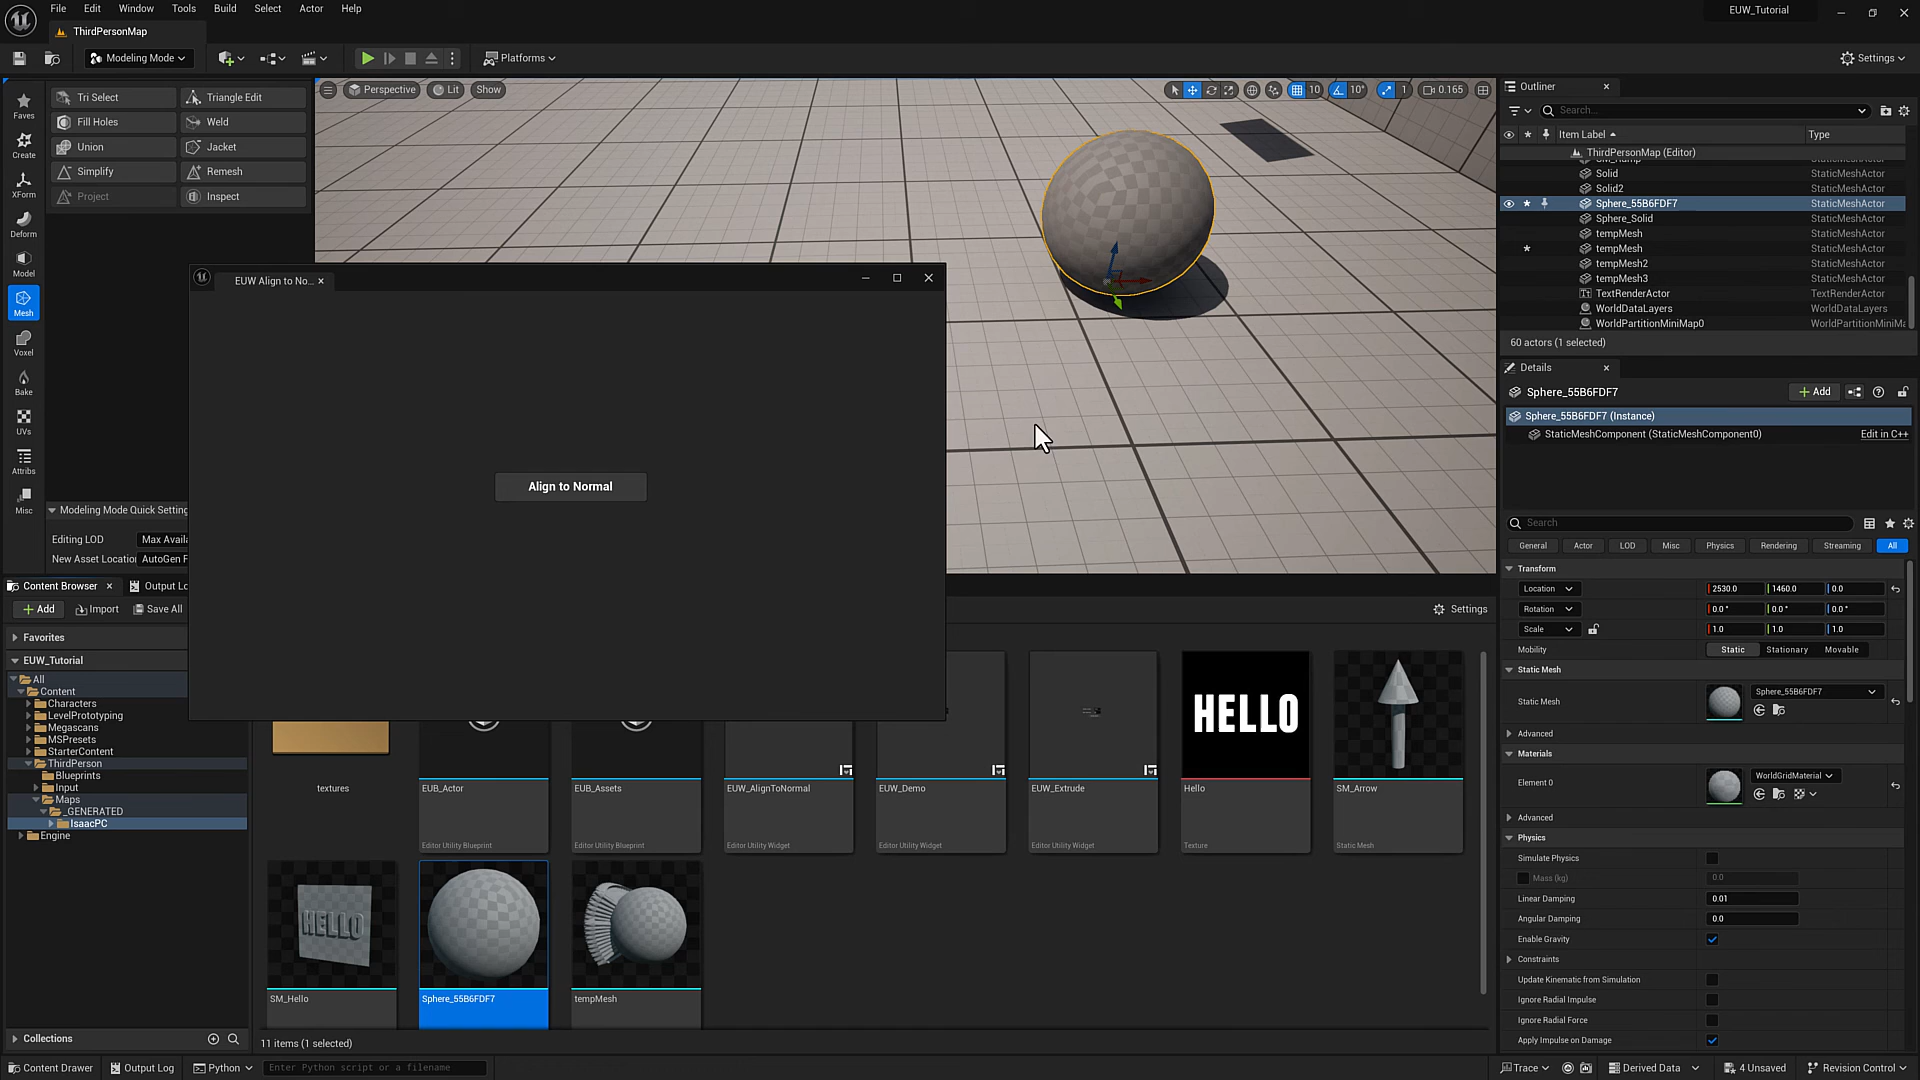 File Edit Window Tools Build Select Actor Help
EUW_Tutorial
ThirdPersonMap
Modeling Mode
Platforms
Settings
Faves
Create
XForm
Deform
Model
Mesh
Voxel
Bake
UVs
Attribs
Misc
Tri Select
Triangle Edit
Fill Holes
Weld
Union
Jacket
Simplify
Remesh
Project
Inspect
Perspective
Lit
Show
10
10°
1
0.165
EUW Align to No...
Align to Normal
Modeling Mode Quick Setting
Editing LOD
Max Availa
New Asset Location
AutoGen F
Outliner
Search...
Item Label
Type
ThirdPersonMap (Editor)
SM_Ramp StaticMeshActor
Solid StaticMeshActor
Solid2 StaticMeshActor
Sphere_55B6FDF7 StaticMeshActor
Sphere_Solid StaticMeshActor
tempMesh StaticMeshActor
tempMesh StaticMeshActor
tempMesh2 StaticMeshActor
tempMesh3 StaticMeshActor
TextRenderActor TextRenderActor
WorldDataLayers WorldDataLayers
WorldPartitionMiniMap0 WorldPartitionMiniMa
60 actors (1 selected)
Details
Sphere_55B6FDF7
Add
Sphere_55B6FDF7 (Instance)
StaticMeshComponent (StaticMeshComponent0)
Edit in C++
Search
General
Actor
LOD
Misc
Physics
Rendering
Streaming
All
Transform
Location 2530.0 1460.0 0.0
Rotation 0.0° 0.0° 0.0°
Scale 1.0 1.0 1.0
Mobility Static Stationary Movable
Static Mesh
Static Mesh
Sphere_55B6FDF7
Advanced
Materials
Element 0
WorldGridMaterial
Advanced
Physics
Simulate Physics
Mass (kg) 0.0
Linear Damping 0.01
Angular Damping 0.0
Enable Gravity
Constraints
Update Kinematic from Simulation
Ignore Radial Impulse
Ignore Radial Force
Apply Impulse on Damage
Content Browser
Output Lo
Add
Import
Save All
Settings
Favorites
EUW_Tutorial
All
Content
Characters
LevelPrototyping
Megascans
MSPresets
StarterContent
ThirdPerson
Blueprints
Input
Maps
_GENERATED
IsaacPC
Engine
Collections
textures
EUB_Actor
Editor Utility Blueprint
EUB_Assets
Editor Utility Blueprint
EUW_AlignToNormal
Editor Utility Widget
EUW_Demo
Editor Utility Widget
EUW_Extrude
Editor Utility Widget
HELLO
Hello
Texture
SM_Arrow
Static Mesh
HELLO
SM_Hello
Sphere_55B6FDF7
tempMesh
11 items (1 selected)
Content Drawer
Output Log
Python
Enter Python script or a filename
Trace
Derived Data
4 Unsaved
Revision Control